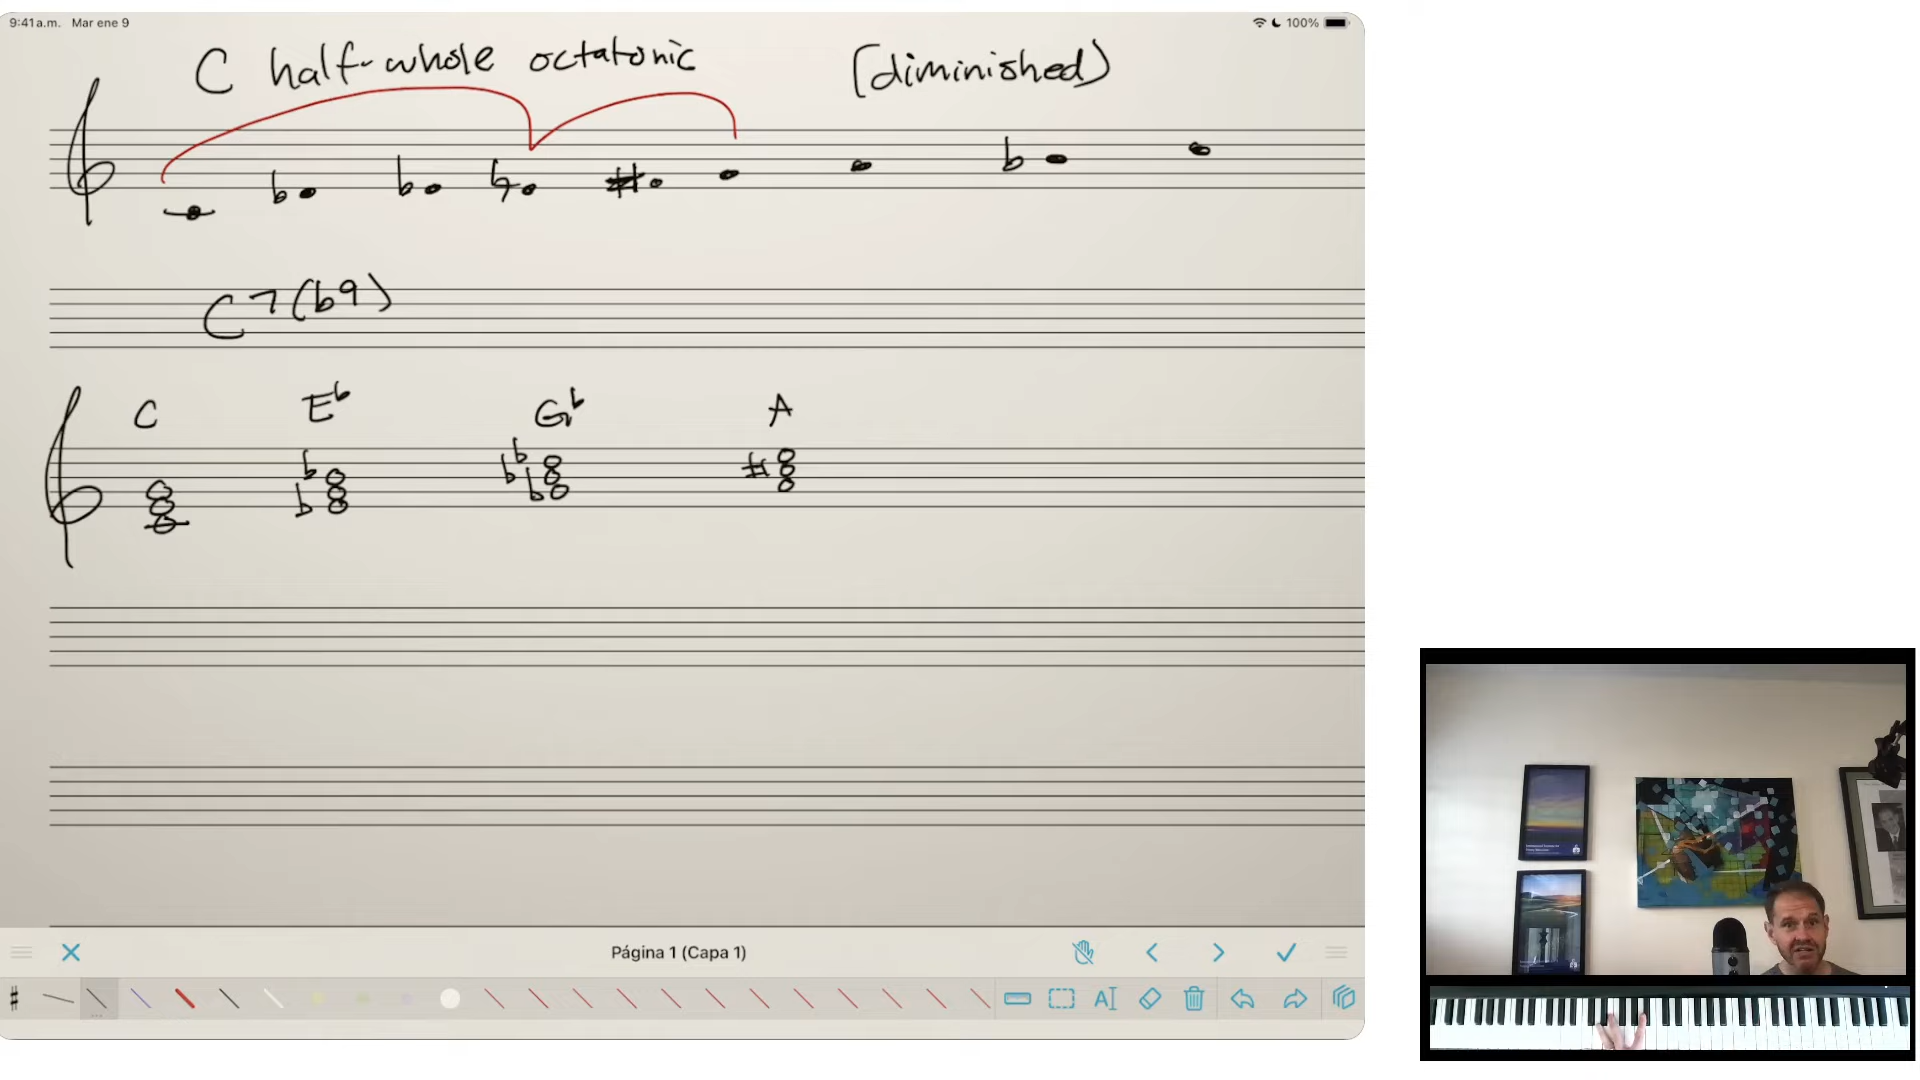 9:41 a.m. Mar ene 9 100%
C half-whole octatonic (diminished)
C7(b9)
C Eb Gb A
Página 1 (Capa 1)